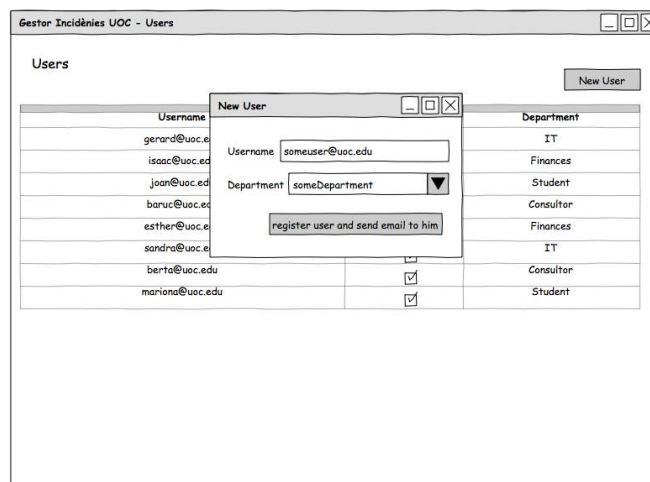 Gestor Incidènies UOC - Users
Users
New User
Username Department
gerard@uoc.e IT
isaac@uoc.ed Finances
joan@uoc.ed Student
baruc@uoc.ec Consultor
esther@uoc.e Finances
sandra@uoc.e IT
berta@uoc.edu Consultor
mariona@uoc.edu Student
New User
Username someuser@uoc.edu
Department someDepartment
register user and send email to him